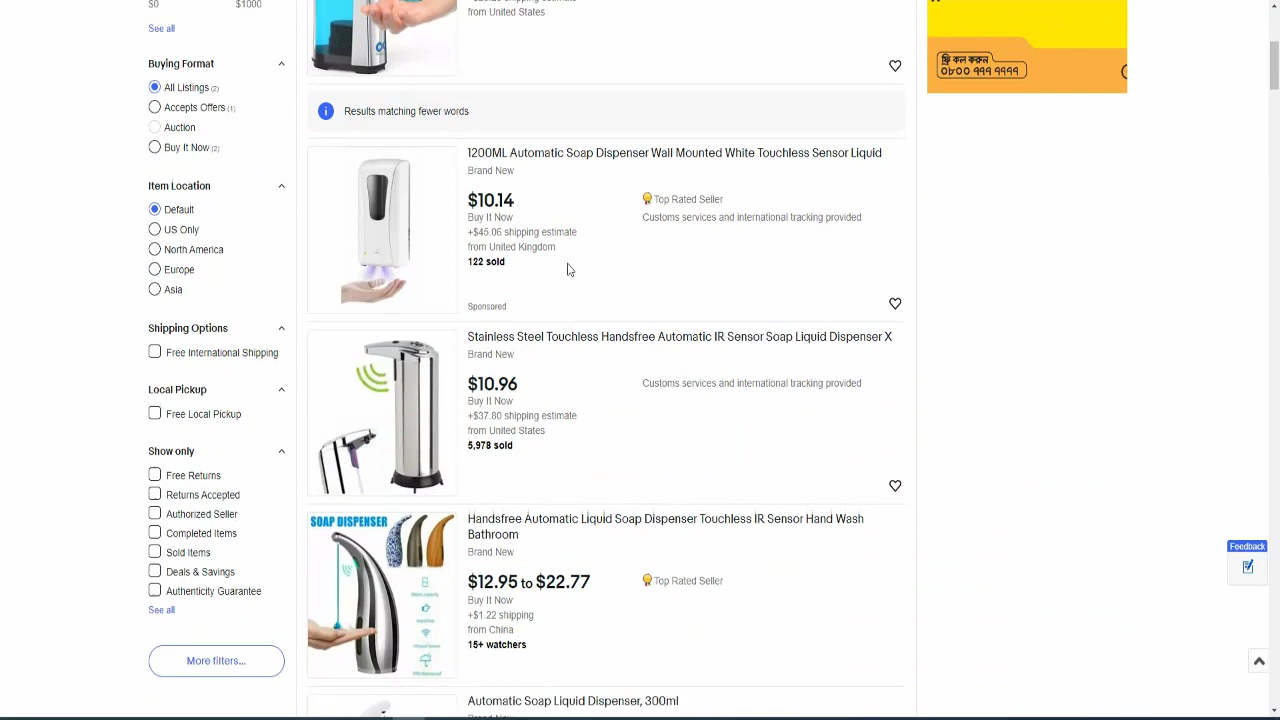 $0
$1000
See all
Buying Format
All Listings (2)
Accepts Offers (1)
Auction
Buy It Now (2)
Item Location
Default
US Only
North America
Europe
Asia
Shipping Options
Free International Shipping
Local Pickup
Free Local Pickup
Show only
Free Returns
Returns Accepted
Authorized Seller
Completed Items
Sold Items
Deals & Savings
Authenticity Guarantee
See all
More filters...
shipping estimate
from United States
Results matching fewer words
1200ML Automatic Soap Dispenser Wall Mounted White Touchless Sensor Liquid
Brand New
$10.14
Buy It Now
+$45.06 shipping estimate
from United Kingdom
122 sold
Top Rated Seller
Customs services and international tracking provided
Sponsored
Stainless Steel Touchless Handsfree Automatic IR Sensor Soap Liquid Dispenser X
Brand New
$10.96
Buy It Now
+$37.80 shipping estimate
from United States
5,978 sold
Customs services and international tracking provided
SOAP DISPENSER
Handsfree Automatic Liquid Soap Dispenser Touchless IR Sensor Hand Wash
Bathroom
Brand New
$12.95 to $22.77
Buy It Now
+$1.22 shipping
from China
15+ watchers
Top Rated Seller
Automatic Soap Liquid Dispenser, 300ml
ফ্রি কল করুন
০৮০০ ৭৭৭ ৭৭৭৭
Feedback